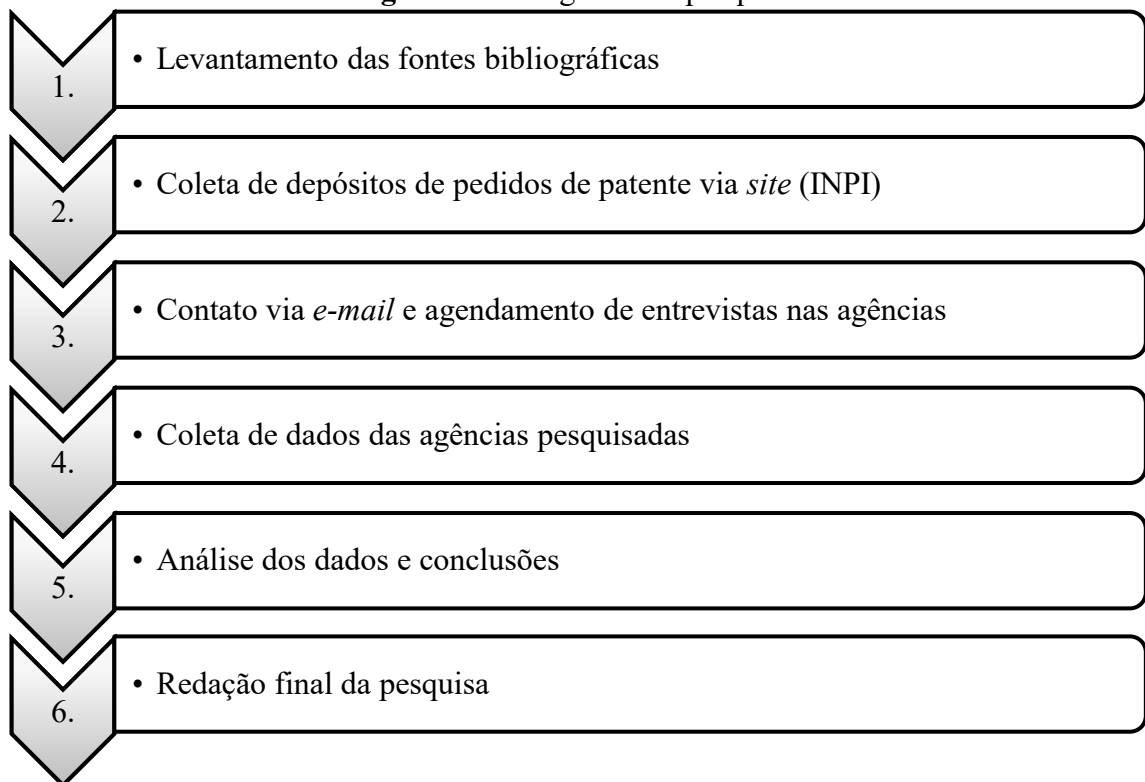 1.
• Levantamento das fontes bibliográficas
2.
• Coleta de depósitos de pedidos de patente via site (INPI)
3.
• Contato via e-mail e agendamento de entrevistas nas agências
4.
• Coleta de dados das agências pesquisadas
5.
• Análise dos dados e conclusões
6.
• Redação final da pesquisa